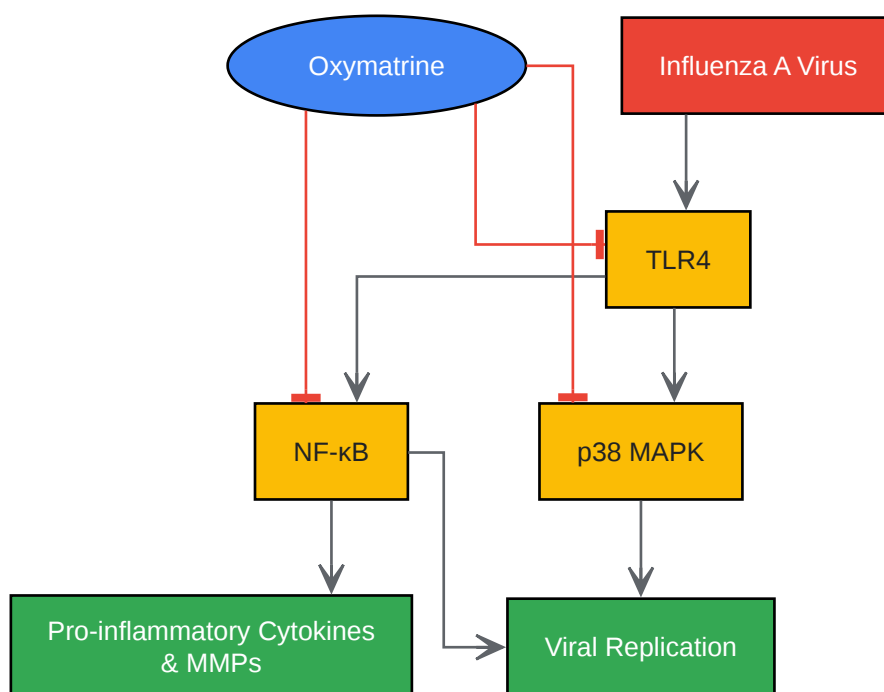 Oxymatrine
Influenza A Virus
TLR4
NF-κB
p38 MAPK
Pro-inflammatory Cytokines
& MMPs
Viral Replication